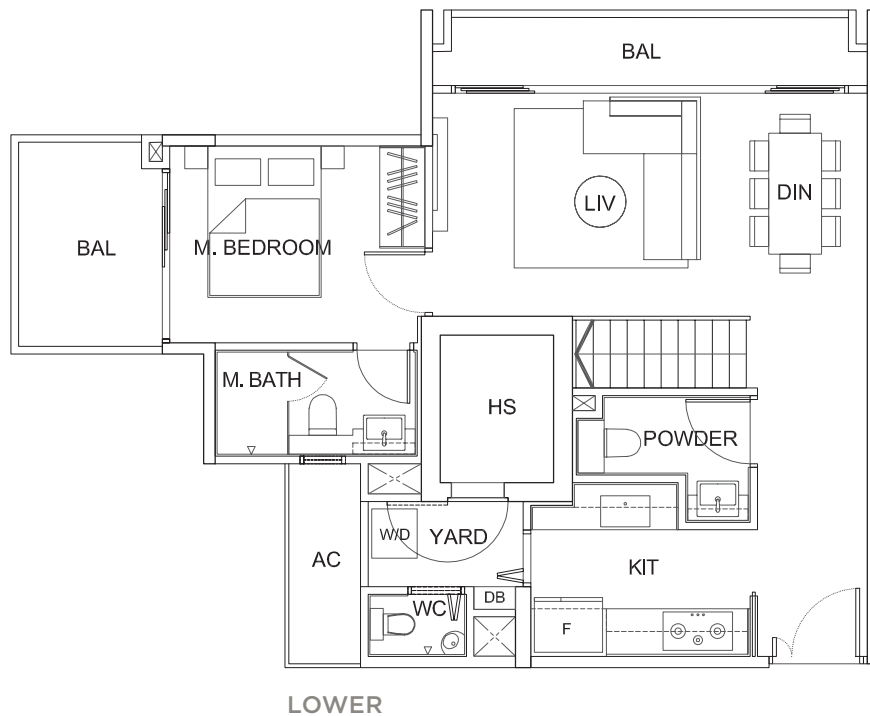 BAL
LIV
DIN
BAL
M. BEDROOM
M. BATH
HS
POWDER
W/D
YARD
AC
KIT
WC
DB
F
LOWER